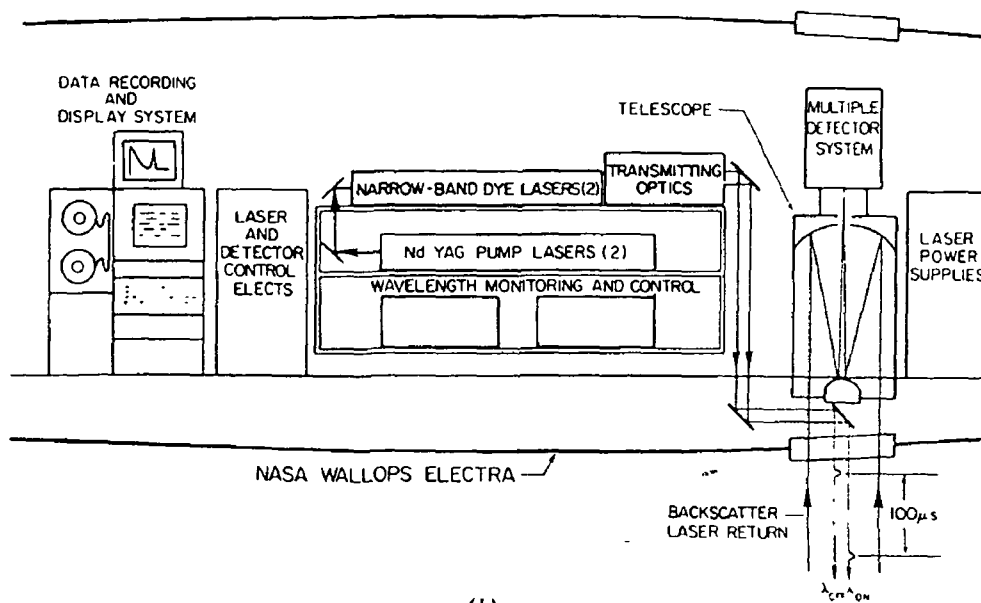 DATA RECORDING
AND
DISPLAY SYSTEM
TELESCOPE
MULTIPLE
DETECTOR
SYSTEM
NARROW-BAND DYE LASERS(2)
TRANSMITTING
OPTICS
LASER
AND
DETECTOR
CONTROL
ELECTS
Nd YAG PUMP LASERS (2)
WAVELENGTH MONITORING AND CONTROL
LASER
POWER
SUPPLIES
NASA WALLOPS ELECTRA
BACKSCATTER
LASER RETURN
100μs
λON